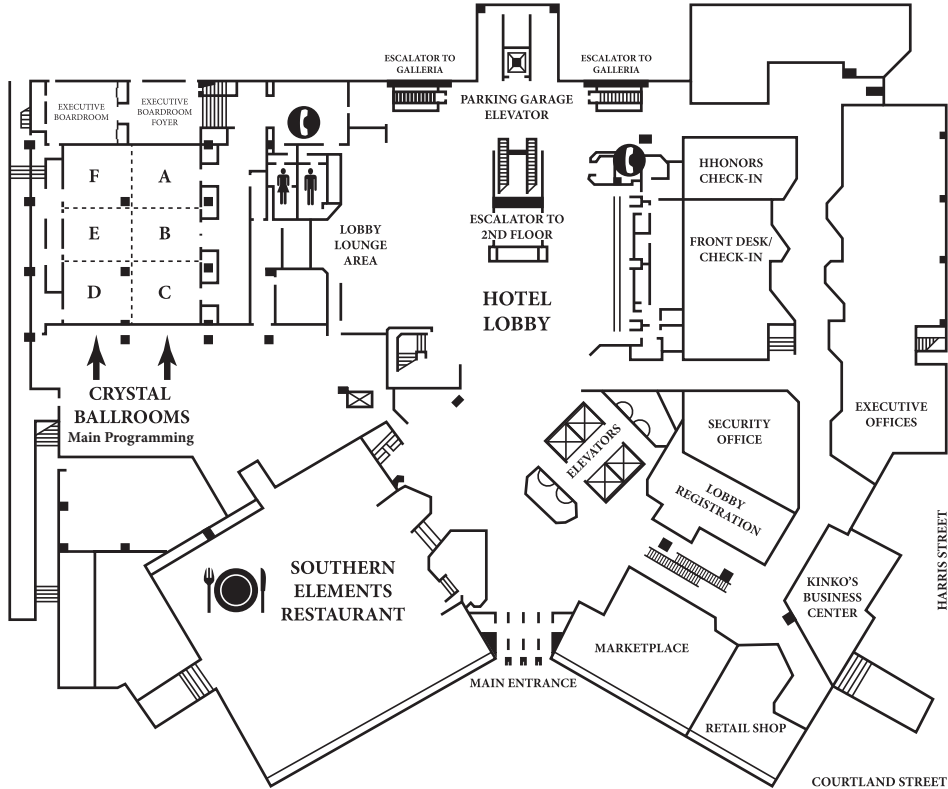 ESCALATOR TO
GALLERIA
ESCALATOR TO
GALLERIA
PARKING GARAGE
ELEVATOR
EXECUTIVE
BOARDROOM
EXECUTIVE
BOARDROOM
FOYER
F A
E B
D C
HHONORS
CHECK-IN
ESCALATOR TO
2ND FLOOR
LOBBY
LOUNGE
AREA
FRONT DESK/
CHECK-IN
HOTEL
LOBBY
CRYSTAL
BALLROOMS
Main Programming
ELEVATORS
SECURITY
OFFICE
EXECUTIVE
OFFICES
LOBBY
REGISTRATION
SOUTHERN
ELEMENTS
RESTAURANT
KINKO'S
BUSINESS
CENTER
HARRIS STREET
MARKETPLACE
MAIN ENTRANCE
RETAIL SHOP
COURTLAND STREET